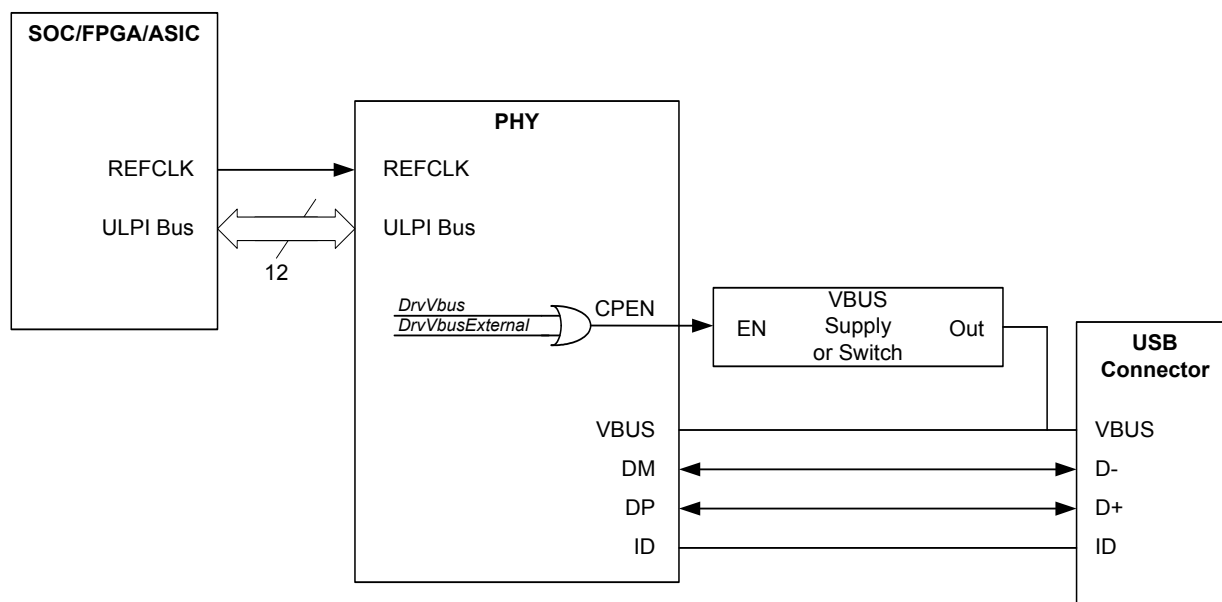 SOC/FPGA/ASIC
REFCLK
ULPI Bus
12
PHY
REFCLK
ULPI Bus
DrvVbus
DrvVbusExternal
CPEN
EN
VBUS
Supply
or Switch
Out
VBUS
DM
DP
ID
USB
Connector
VBUS
D-
D+
ID